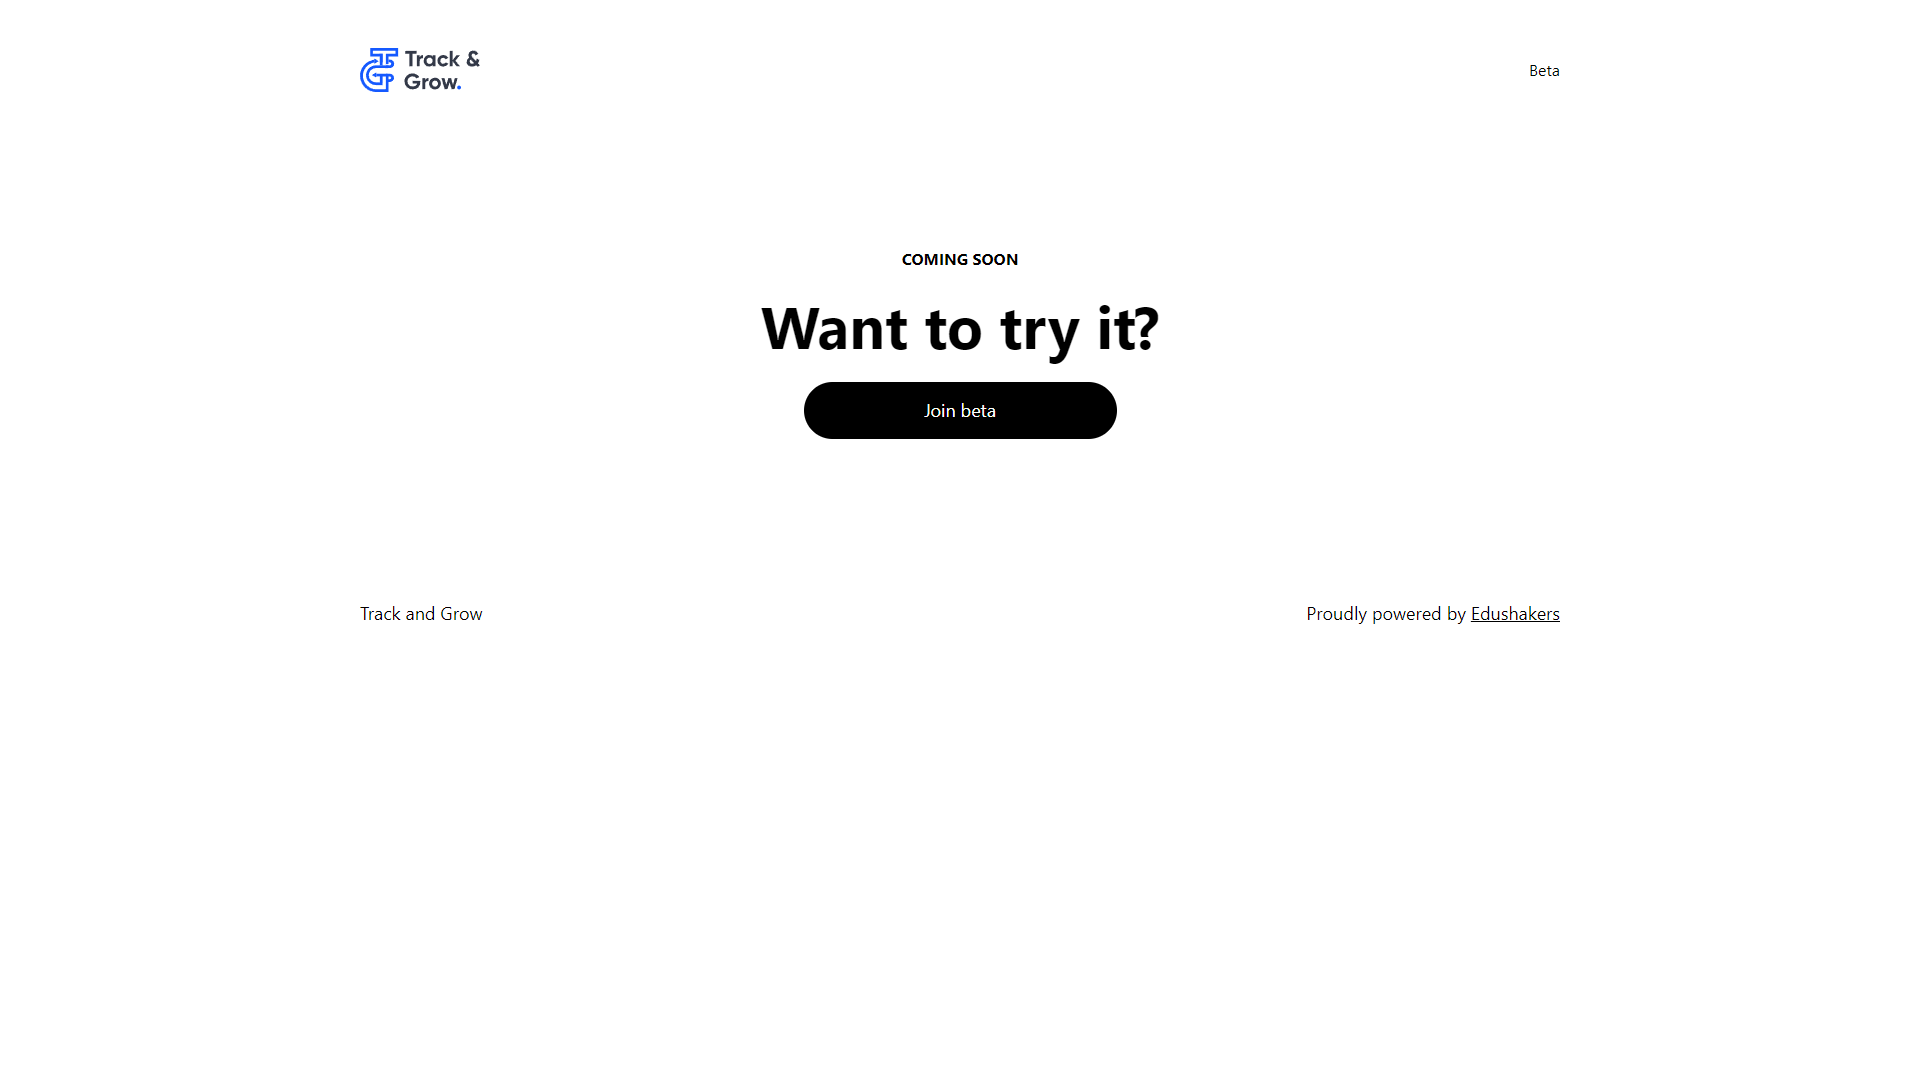 Track &
Grow.
Beta
COMING SOON
Want to try it?
Join beta
Track and Grow
Proudly powered by Edushakers